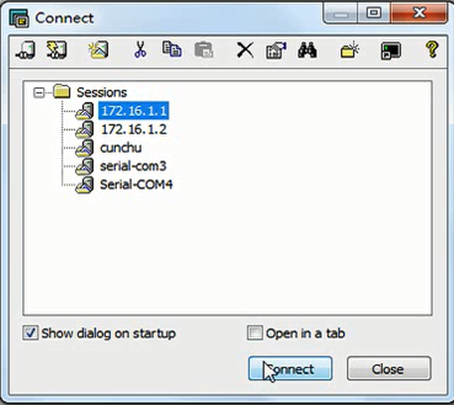 Connect
Sessions
172.16.1.1
172.16.1.2
cunchu
serial-com3
Serial-COM4
Show dialog on startup
Open in a tab
Connect
Close